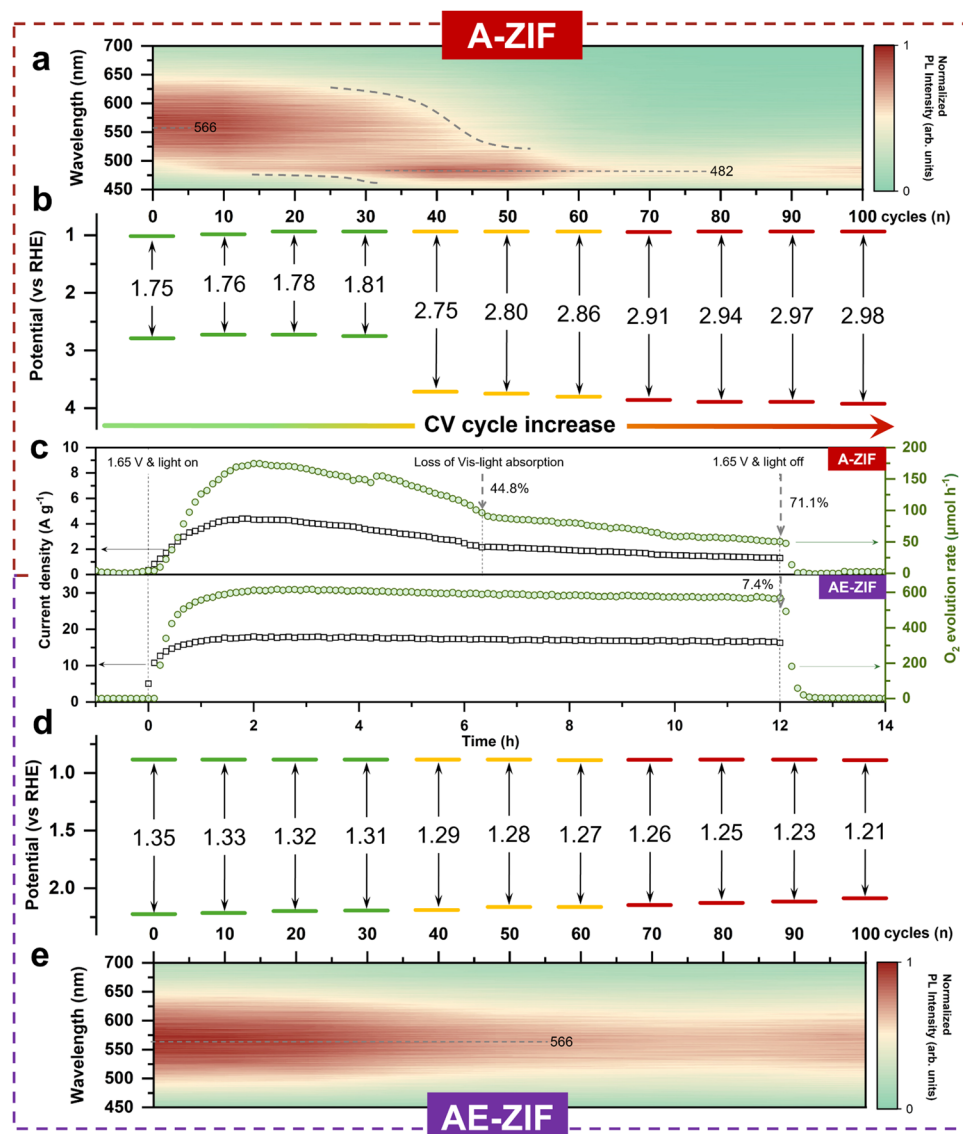 A-ZIF
a
Wavelength (nm)
700
650
600
550
500
450
566
482
1
0
Normalized
PL Intensity (arb. units)
b
0 10 20 30 40 50 60 70 80 90 100 cycles (n)
Potential (vs RHE)
1
2
3
4
1.75 1.76 1.78 1.81 2.75 2.80 2.86 2.91 2.94 2.97 2.98
CV cycle increase
c
Current density (A g⁻¹)
10
8
6
4
2
0
1.65 V & light on
Loss of Vis-light absorption
44.8%
1.65 V & light off
71.1%
A-ZIF
200
150
100
50
0
O₂ evolution rate (μmol h⁻¹)
30
20
10
0
7.4%
AE-ZIF
600
400
200
0
0 2 4 6 8 10 12 14
Time (h)
d
Potential (vs RHE)
1.0
1.5
2.0
1.35 1.33 1.32 1.31 1.29 1.28 1.27 1.26 1.25 1.23 1.21
0 10 20 30 40 50 60 70 80 90 100 cycles (n)
e
Wavelength (nm)
700
650
600
550
500
450
566
1
0
Normalized
PL Intensity (arb. units)
AE-ZIF